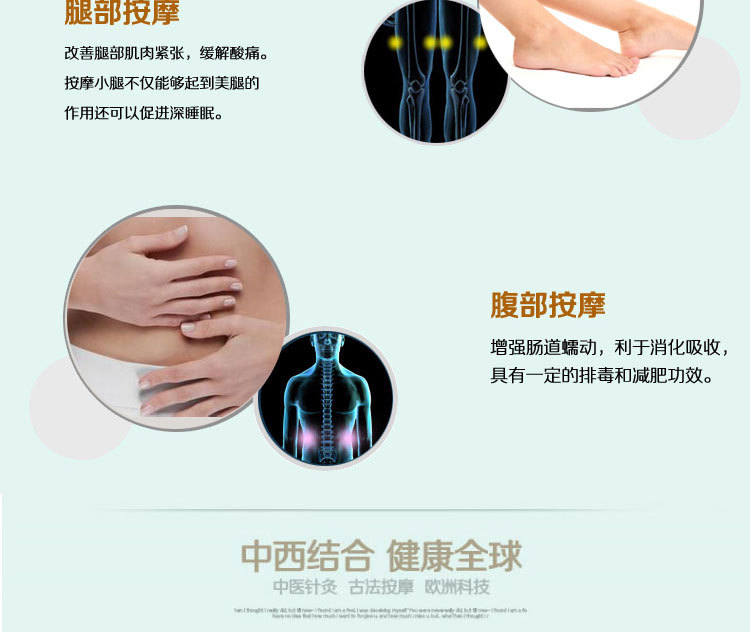 腿部按摩
改善腿部肌肉紧张，缓解酸痛。
按摩小腿不仅能够起到美腿的
作用还可以促进深睡眠。
腹部按摩
增强肠道蠕动，利于消化吸收，
具有一定的排毒和减肥功效。
中西结合 健康全球
中医针灸 古法按摩 欧洲科技